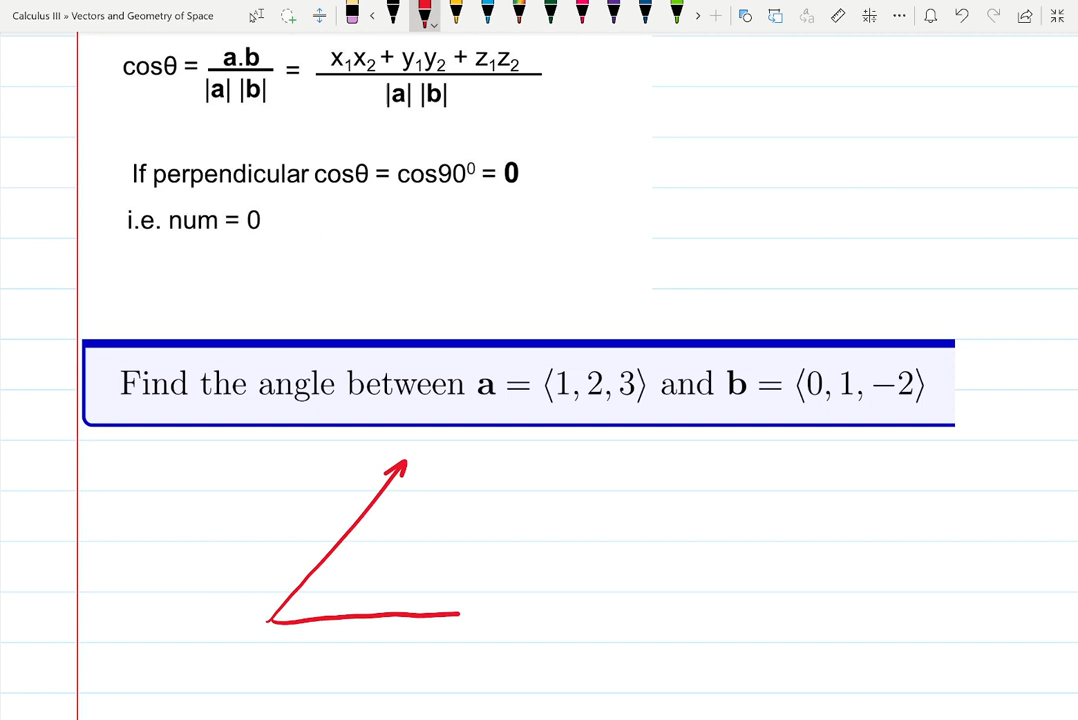 Calculus III » Vectors and Geometry of Space
cosθ = a.b / |a| |b| = x₁x₂ + y₁y₂ + z₁z₂ / |a| |b|
If perpendicular cosθ = cos90⁰ = 0
i.e. num = 0
Find the angle between a = ⟨1, 2, 3⟩ and b = ⟨0, 1, −2⟩